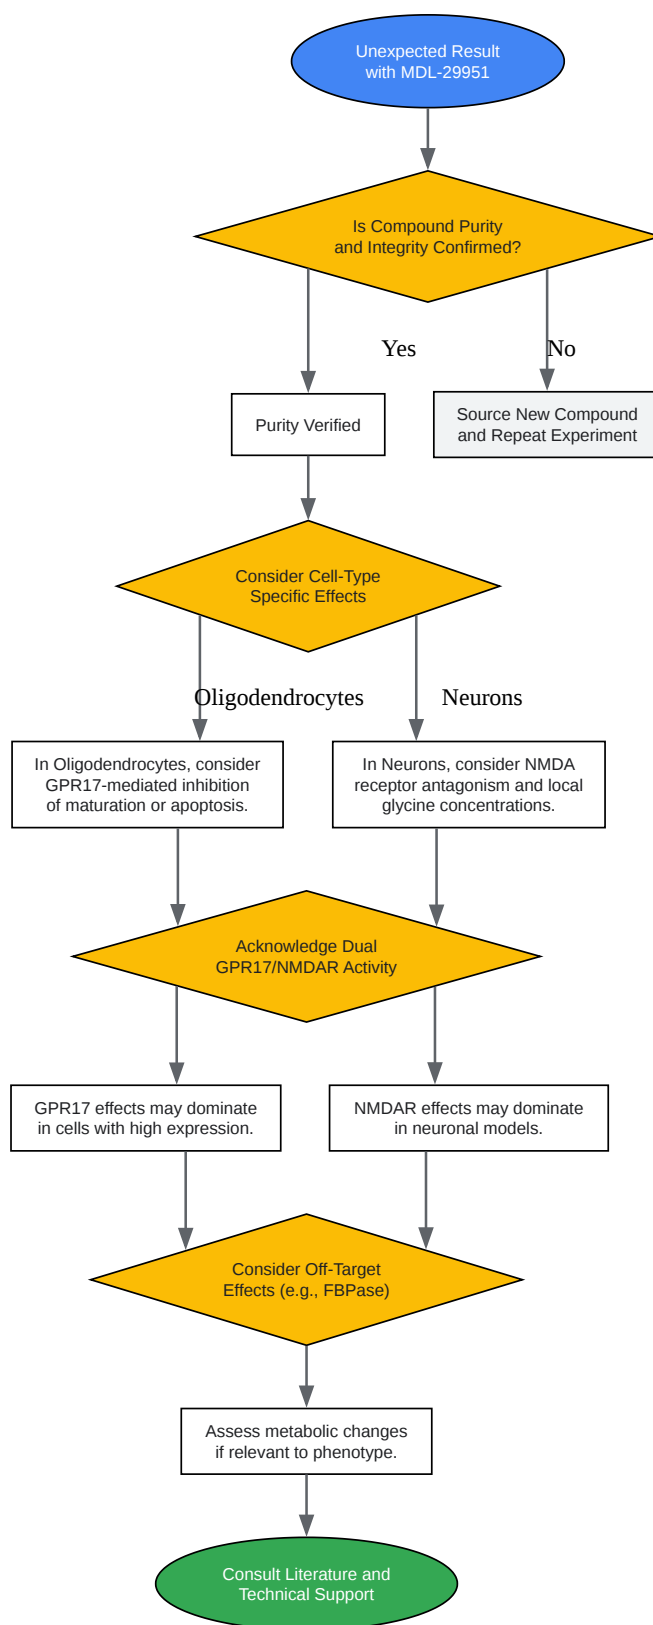 Unexpected Result
with MDL-29951
Is Compound Purity
and Integrity Confirmed?
Yes
No
Purity Verified
Source New Compound
and Repeat Experiment
Consider Cell-Type
Specific Effects
Oligodendrocytes
Neurons
In Oligodendrocytes, consider
GPR17-mediated inhibition
of maturation or apoptosis.
In Neurons, consider NMDA
receptor antagonism and local
glycine concentrations.
Acknowledge Dual
GPR17/NMDAR Activity
GPR17 effects may dominate
in cells with high expression.
NMDAR effects may dominate
in neuronal models.
Consider Off-Target
Effects (e.g., FBPase)
Assess metabolic changes
if relevant to phenotype.
Consult Literature and
Technical Support